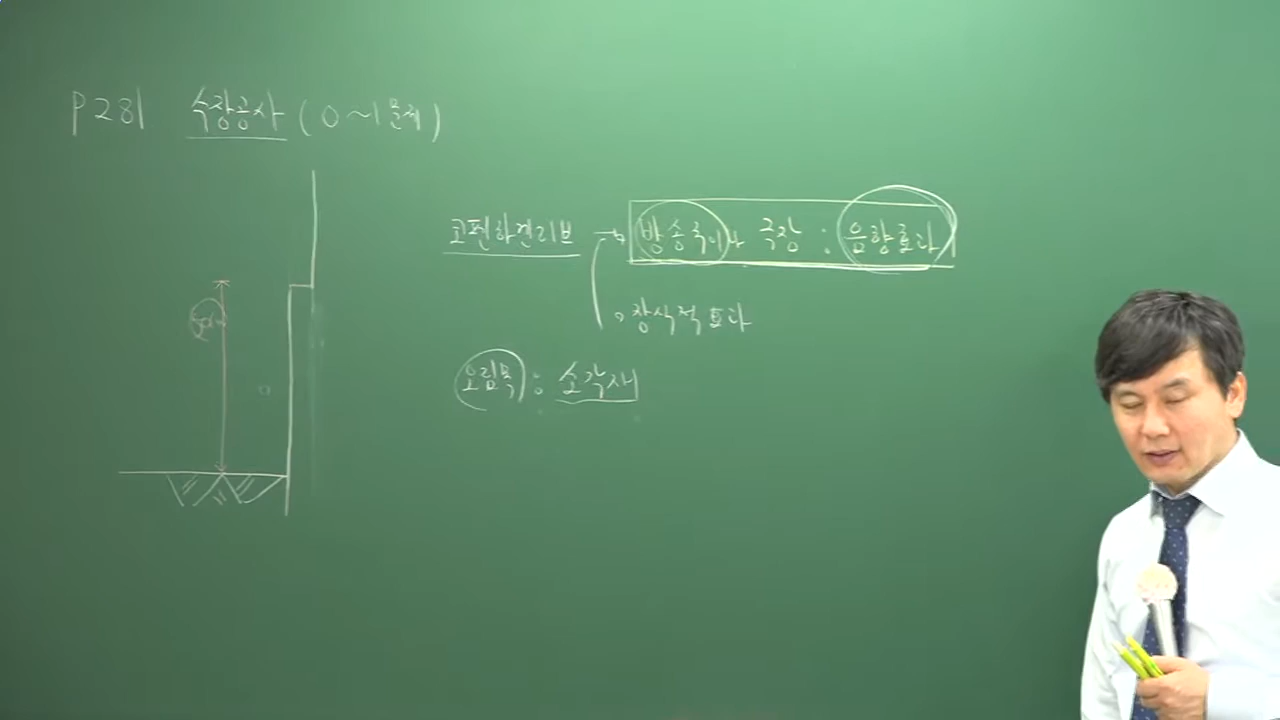 P281 수장공사 (0~1문제)
코펜하겐리브 → 방송국이나 극장 : 음향효과
장식적 효과
오림목 : 소각재